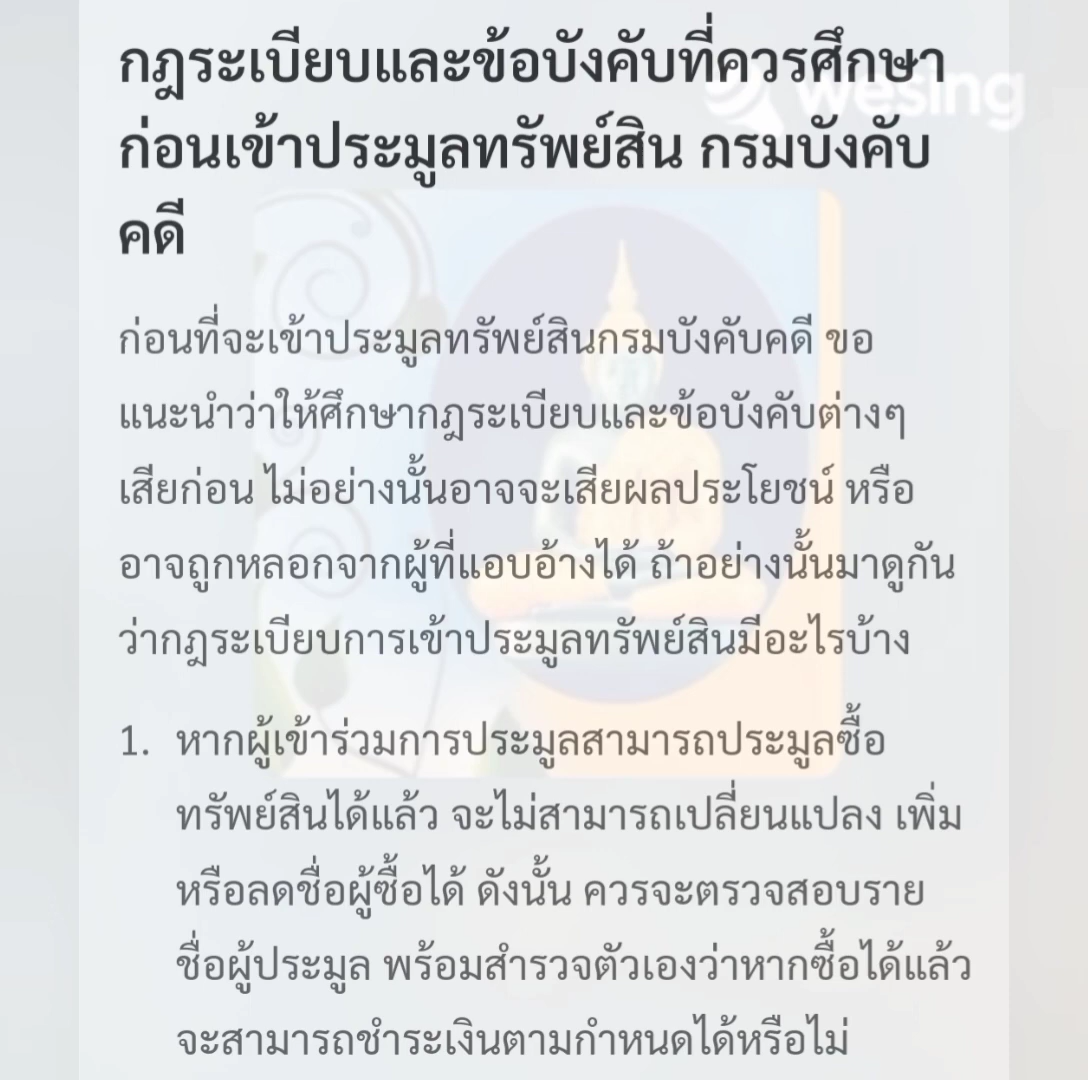 กฎระเบียบและข้อบังคับที่ควรศึกษา
ก่อนเข้าประมูลทรัพย์สิน กรมบังคับ
คดี
wesing
ก่อนที่จะเข้าประมูลทรัพย์สินกรมบังคับคดี ขอ
แนะนำว่าให้ศึกษากฎระเบียบและข้อบังคับต่างๆ
เสียก่อน ไม่อย่างนั้นอาจจะเสียผลประโยชน์ หรือ
อาจถูกหลอกจากผู้ที่แอบอ้างได้ ถ้าอย่างนั้นมาดูกัน
ว่ากฎระเบียบการเข้าประมูลทรัพย์สินมีอะไรบ้าง
1. หากผู้เข้าร่วมการประมูลสามารถประมูลซื้อ
ทรัพย์สินได้แล้ว จะไม่สามารถเปลี่ยนแปลง เพิ่ม
หรือลดชื่อผู้ซื้อได้ ดังนั้น ควรจะตรวจสอบราย
ชื่อผู้ประมูล พร้อมสำรวจตัวเองว่าหากซื้อได้แล้ว
จะสามารถชำระเงินตามกำหนดได้หรือไม่